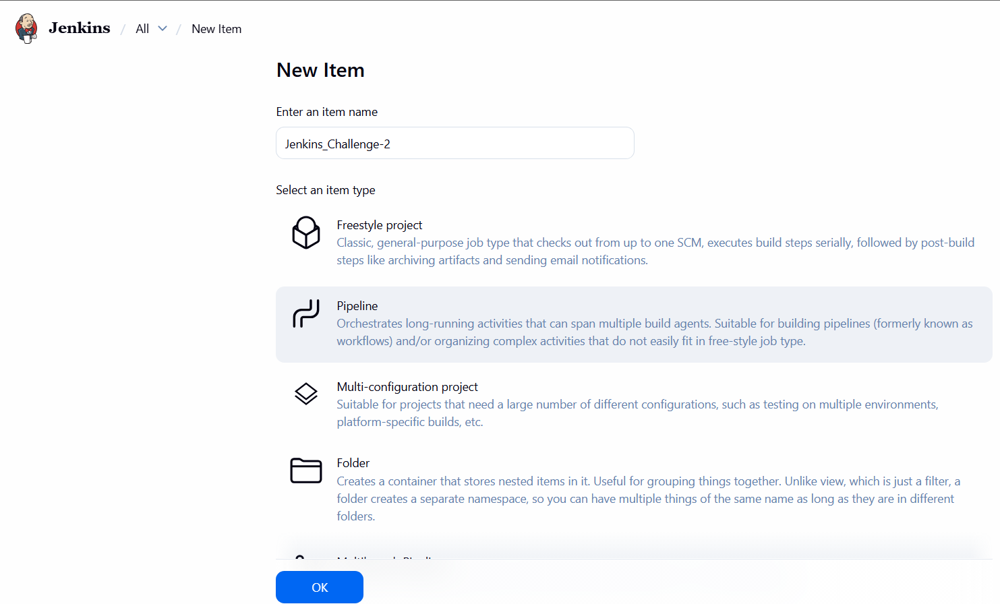 Jenkins / All / New Item
New Item
Enter an item name
Jenkins_Challenge-2
Select an item type
Freestyle project
Classic, general-purpose job type that checks out from up to one SCM, executes build steps serially, followed by post-build
steps like archiving artifacts and sending email notifications.
Pipeline
Orchestrates long-running activities that can span multiple build agents. Suitable for building pipelines (formerly known as
workflows) and/or organizing complex activities that do not easily fit in free-style job type.
Multi-configuration project
Suitable for projects that need a large number of different configurations, such as testing on multiple environments,
platform-specific builds, etc.
Folder
Creates a container that stores nested items in it. Useful for grouping things together. Unlike view, which is just a filter, a
folder creates a separate namespace, so you can have multiple things of the same name as long as they are in different
folders.
OK